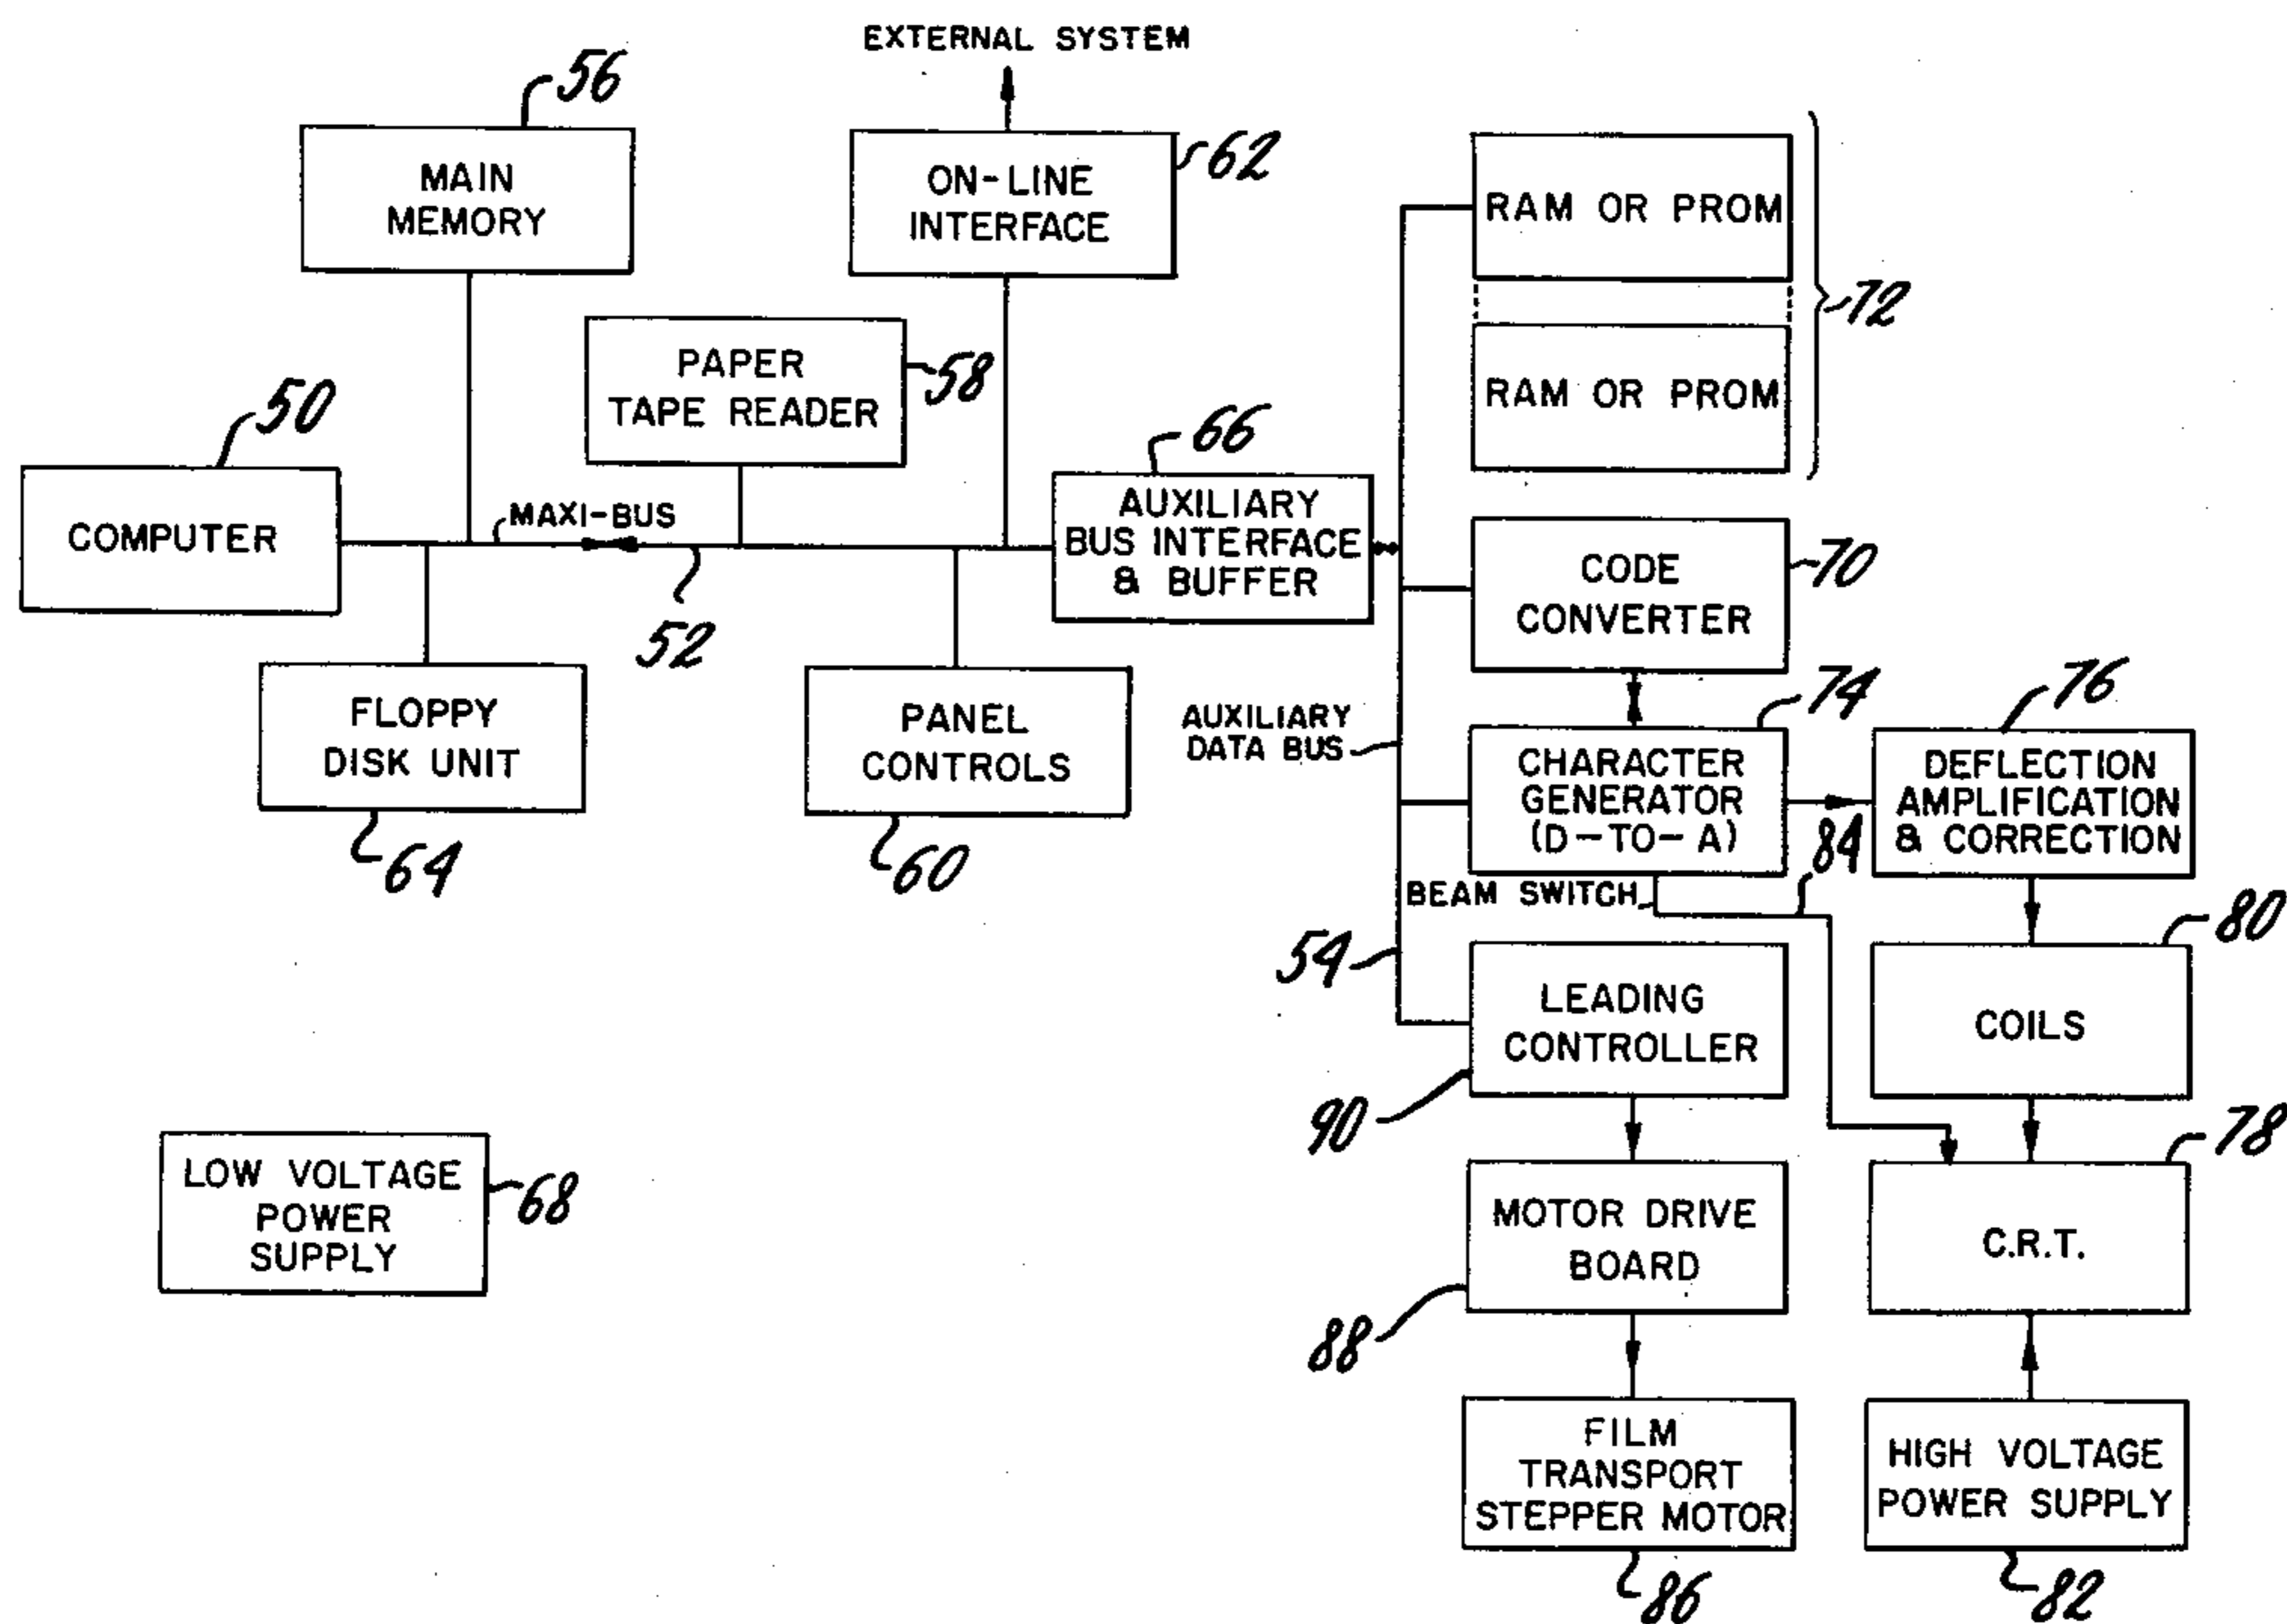 EXTERNAL SYSTEM
56
MAIN
MEMORY
ON-LINE
INTERFACE
62
RAM OR PROM
72
PAPER
TAPE READER
58
RAM OR PROM
50
COMPUTER
MAXI-BUS
52
66
AUXILIARY
BUS INTERFACE
& BUFFER
CODE
CONVERTER
70
FLOPPY
DISK UNIT
64
PANEL
CONTROLS
60
AUXILIARY
DATA BUS
74
CHARACTER
GENERATOR
(D-TO-A)
76
DEFLECTION
AMPLIFICATION
& CORRECTION
84
BEAM SWITCH
54
80
LEADING
CONTROLLER
90
COILS
78
LOW VOLTAGE
POWER
SUPPLY
68
MOTOR DRIVE
BOARD
88
C.R.T.
FILM
TRANSPORT
STEPPER MOTOR
86
HIGH VOLTAGE
POWER SUPPLY
82